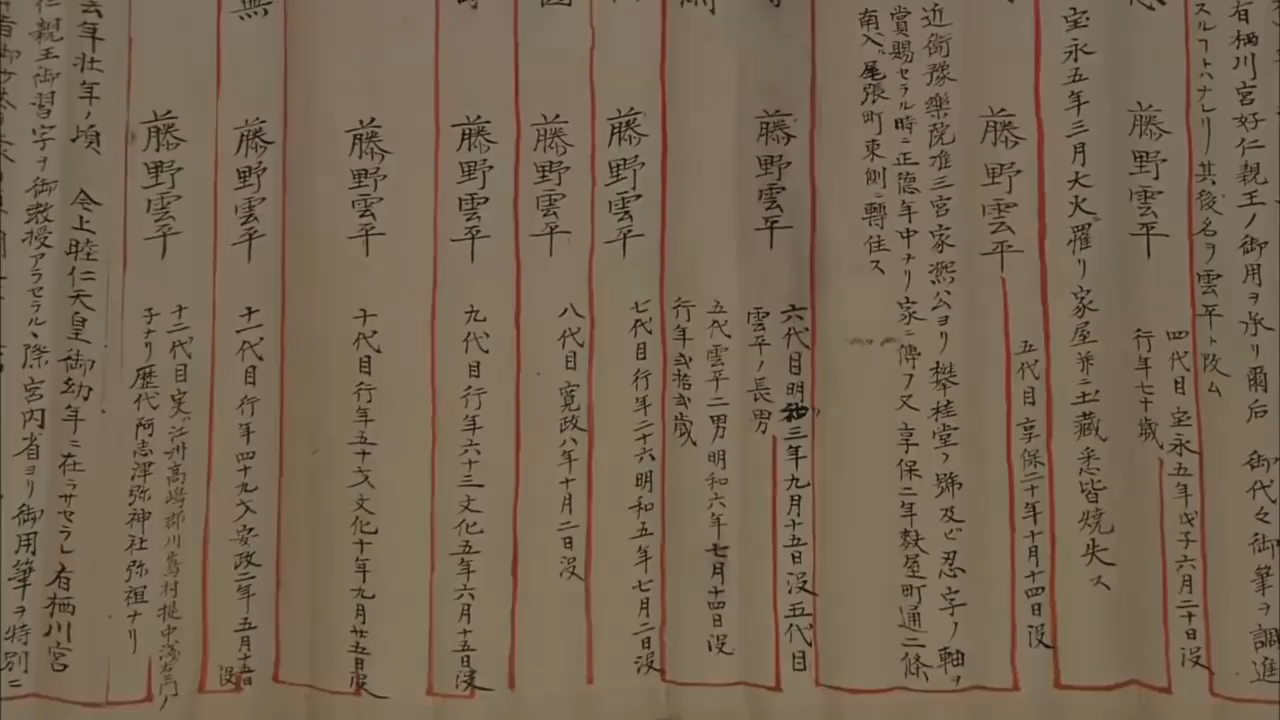 有栖川宮好仁親王ノ御用ヲ承リ爾后 御代々御筆ヲ調進
スルフトハナレリ其後名ヲ雲平ト改ム
藤野雲平
四代目宝永五年戊子六月二十日没
行年七十歳
宝永五年三月大火ニ罹リ家屋并ニ土藏悉皆焼失ス
藤野雲平
五代目享保二十年十月十四日没
近衛豫樂院准三宮家熙公ヨリ攀桂堂ノ號及ビ忍字ノ軸ヲ
賞賜セラル時ニ正德年中ナリ家ニ傳フ又享保二年麩屋町通二條
南入尾張町東側ニ轉住ス
藤野雲平
六代目明和三年九月十五日没五代目
雲平ノ長男
五代雲平二男明和六年七月十四日没
行年弐拾弐歳
藤野雲平
七代目行年二十六明和五年七月二日没
藤野雲平
八代目寛政八年十月二日没
藤野雲平
九代目行年六十三文化五年六月十五日没
藤野雲平
十代目行年五十六文化十年九月廿五日没
藤野雲平
十一代目行年四十九才安政二年五月十五日没
藤野雲平
十二代目実ハ江州高嶋郡川嶌村提中浅右エ門ノ
子ナリ歴代阿志津弥神社弥祖ナリ
年壮年ノ頃 今上睦仁天皇御幼年ニ在ラサセラレ有栖川宮
仁親王御習字ヲ御教授アラセラルヽ際宮内省ヨリ御用筆ヲ特別ニ